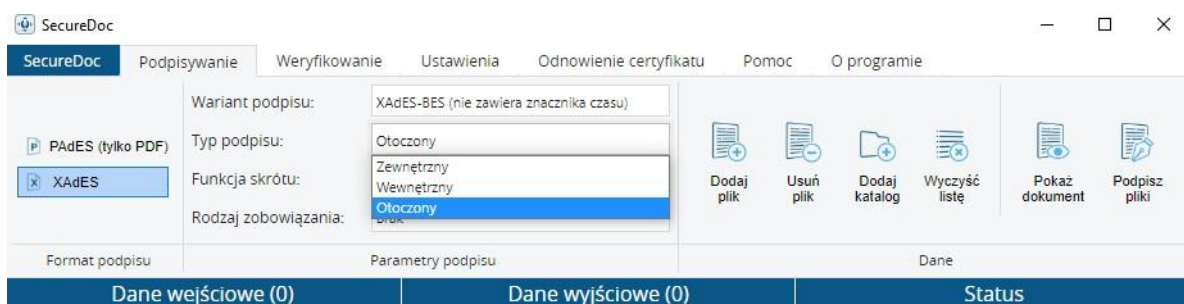 SecureDoc
SecureDoc Podpisywanie Weryfikowanie Ustawienia Odnowienie certyfikatu Pomoc O programie
PAdES (tylko PDF)
XAdES
Format podpisu
Wariant podpisu: XAdES-BES (nie zawiera znacznika czasu)
Typ podpisu: Otoczony
Zewnętrzny
Wewnętrzny
Otoczony
Funkcja skrótu:
Rodzaj zobowiązania:
Parametry podpisu
Dodaj plik
Usuń plik
Dodaj katalog
Wyczyść listę
Pokaż dokument
Podpisz pliki
Dane
Dane wejściowe (0) Dane wyjściowe (0) Status